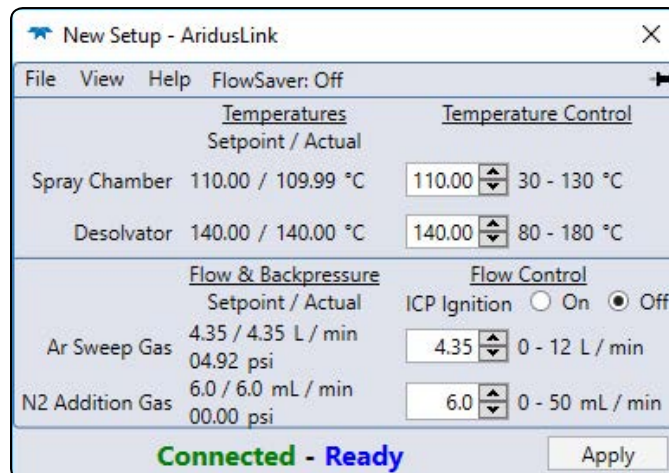 New Setup - AridusLink
File View Help FlowSaver: Off
Temperatures Temperature Control
Setpoint / Actual
Spray Chamber 110.00 / 109.99 °C 110.00 30 - 130 °C
Desolvator 140.00 / 140.00 °C 140.00 80 - 180 °C
Flow & Backpressure Flow Control
Setpoint / Actual ICP Ignition On Off
Ar Sweep Gas 4.35 / 4.35 L / min 4.35 0 - 12 L / min
04.92 psi
N2 Addition Gas 6.0 / 6.0 mL / min 6.0 0 - 50 mL / min
00.00 psi
Connected - Ready Apply